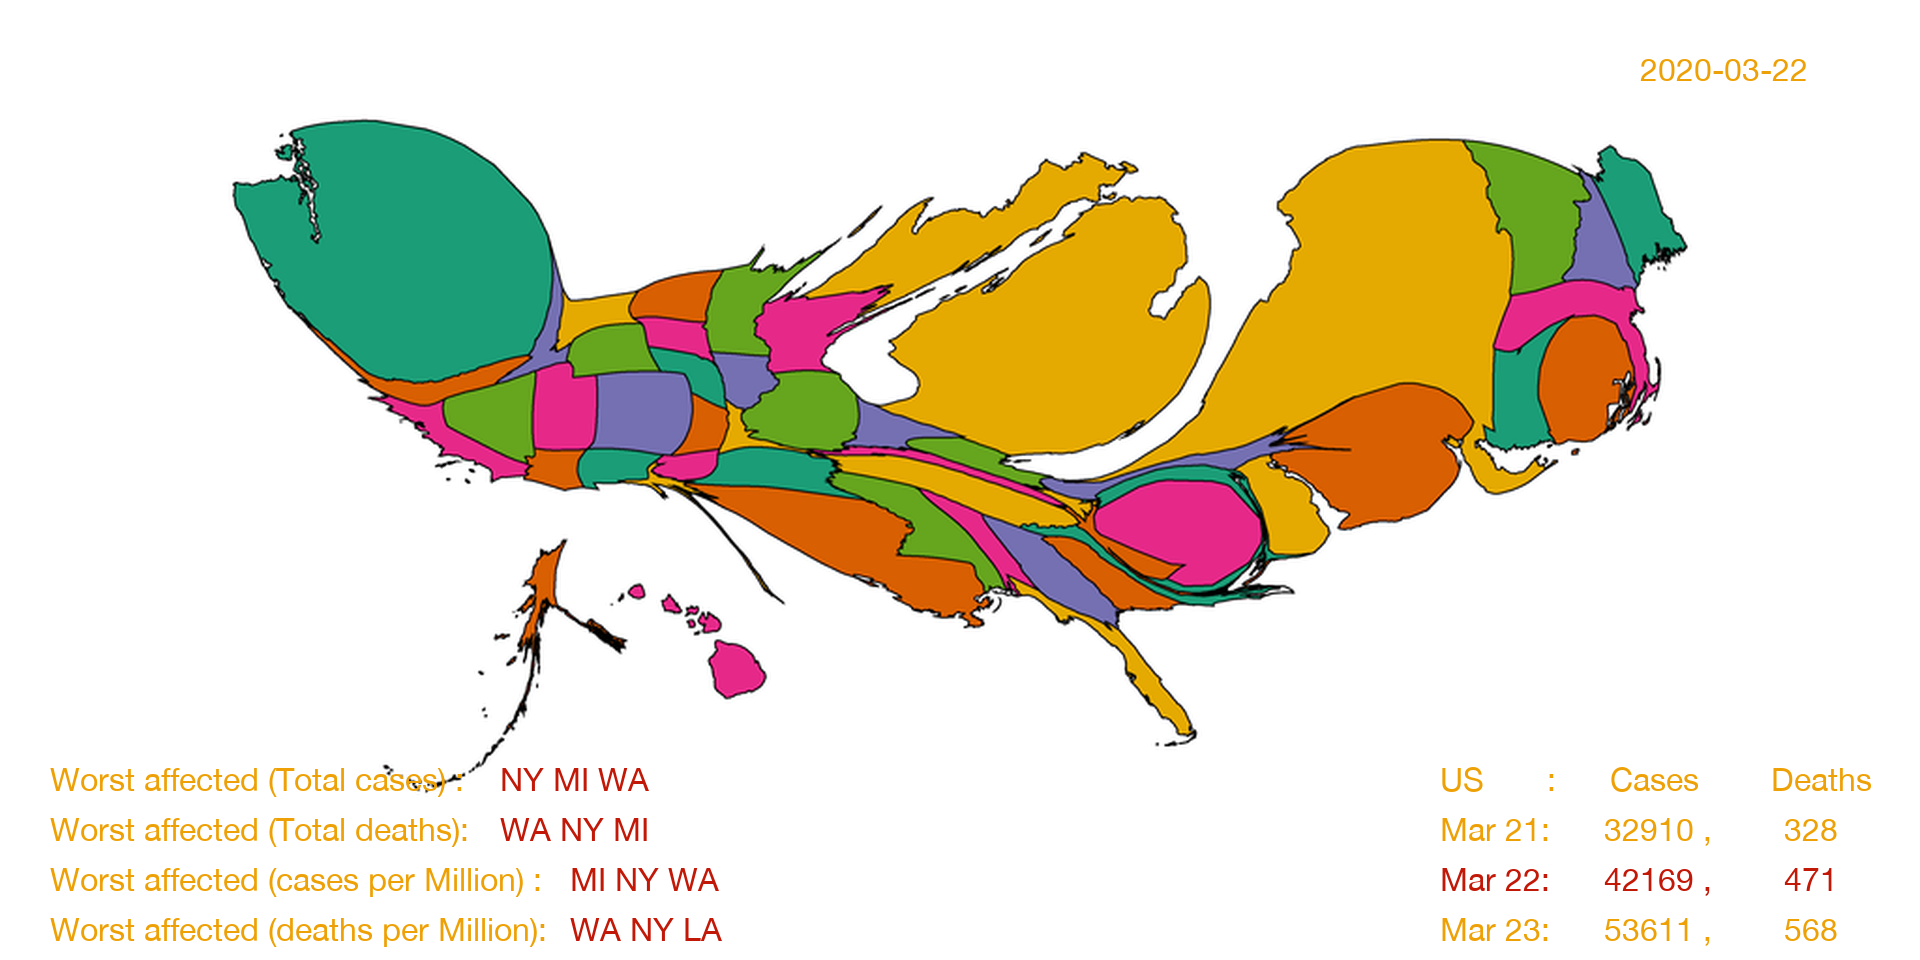 2020-03-22
Worst affected (Total cases) : NY MI WA
Worst affected (Total deaths): WA NY MI
Worst affected (cases per Million) : MI NY WA
Worst affected (deaths per Million): WA NY LA
US : Cases Deaths
Mar 21: 32910 , 328
Mar 22: 42169 , 471
Mar 23: 53611 , 568